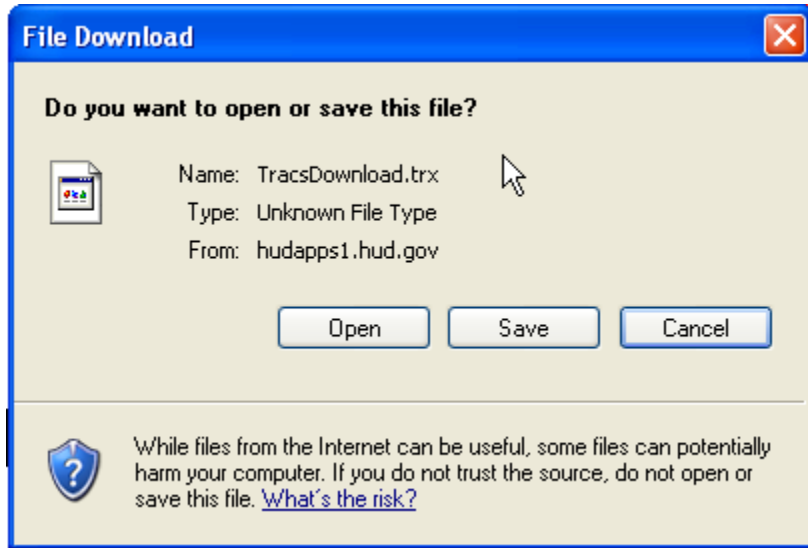 File Download
Do you want to open or save this file?
Name: TracsDownload.trx
Type: Unknown File Type
From: hudapps1.hud.gov
Open Save Cancel
While files from the Internet can be useful, some files can potentially
harm your computer. If you do not trust the source, do not open or
save this file. What's the risk?